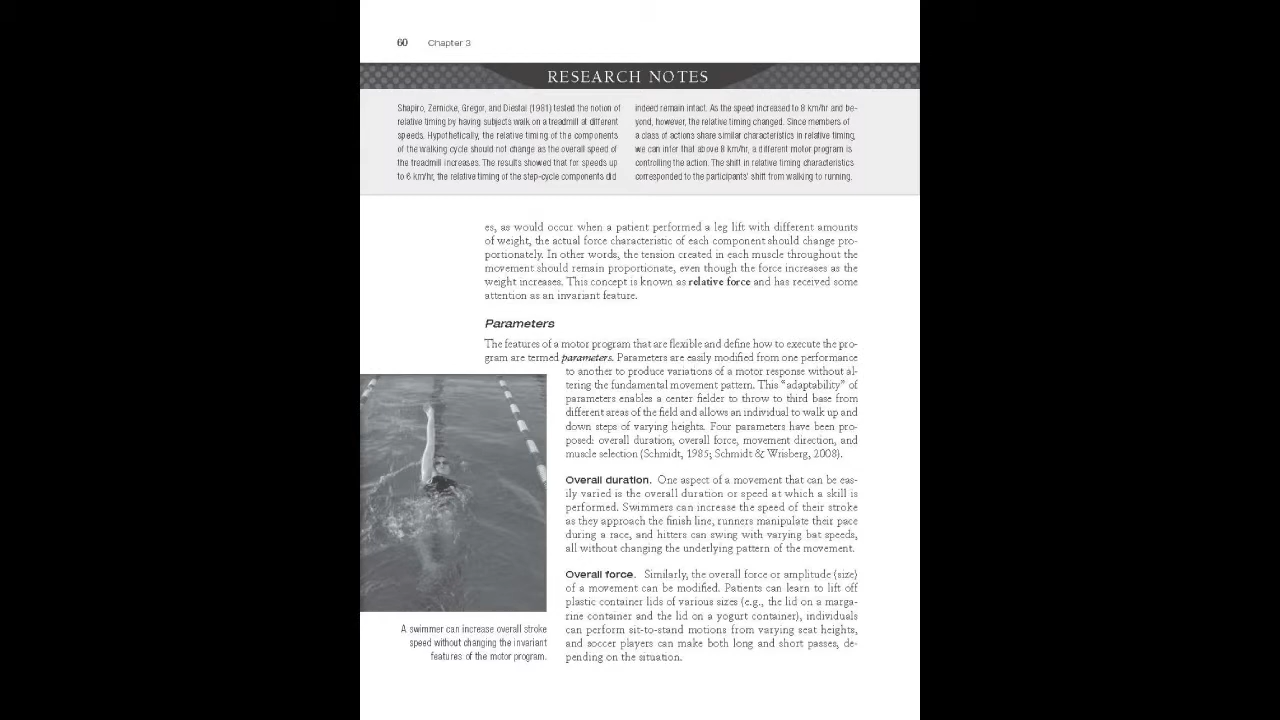 60 Chapter 3
RESEARCH NOTES
Shapiro, Zernicke, Gregor, and Diestal (1981) tested the notion of
relative timing by having subjects walk on a treadmill at different
speeds. Hypothetically, the relative timing of the components
of the walking cycle should not change as the overall speed of
the treadmill increases. The results showed that for speeds up
to 6 km/hr, the relative timing of the step-cycle components did
indeed remain intact. As the speed increased to 8 km/hr and be-
yond, however, the relative timing changed. Since members of
a class of actions share similar characteristics in relative timing,
we can infer that above 8 km/hr, a different motor program is
controlling the action. The shift in relative timing characteristics
corresponded to the participants' shift from walking to running.
es, as would occur when a patient performed a leg lift with different amounts
of weight, the actual force characteristic of each component should change pro-
portionately. In other words, the tension created in each muscle throughout the
movement should remain proportionate, even though the force increases as the
weight increases. This concept is known as relative force and has received some
attention as an invariant feature.
Parameters
The features of a motor program that are flexible and define how to execute the pro-
gram are termed parameters. Parameters are easily modified from one performance
to another to produce variations of a motor response without al-
tering the fundamental movement pattern. This "adaptability" of
parameters enables a center fielder to throw to third base from
different areas of the field and allows an individual to walk up and
down steps of varying heights. Four parameters have been pro-
posed: overall duration, overall force, movement direction, and
muscle selection (Schmidt, 1985; Schmidt & Wrisberg, 2008).
Overall duration. One aspect of a movement that can be eas-
ily varied is the overall duration or speed at which a skill is
performed. Swimmers can increase the speed of their stroke
as they approach the finish line, runners manipulate their pace
during a race, and hitters can swing with varying bat speeds,
all without changing the underlying pattern of the movement.
Overall force. Similarly, the overall force or amplitude (size)
of a movement can be modified. Patients can learn to lift off
plastic container lids of various sizes (e.g., the lid on a marga-
rine container and the lid on a yogurt container), individuals
can perform sit-to-stand motions from varying seat heights,
and soccer players can make both long and short passes, de-
pending on the situation.
A swimmer can increase overall stroke
speed without changing the invariant
features of the motor program.